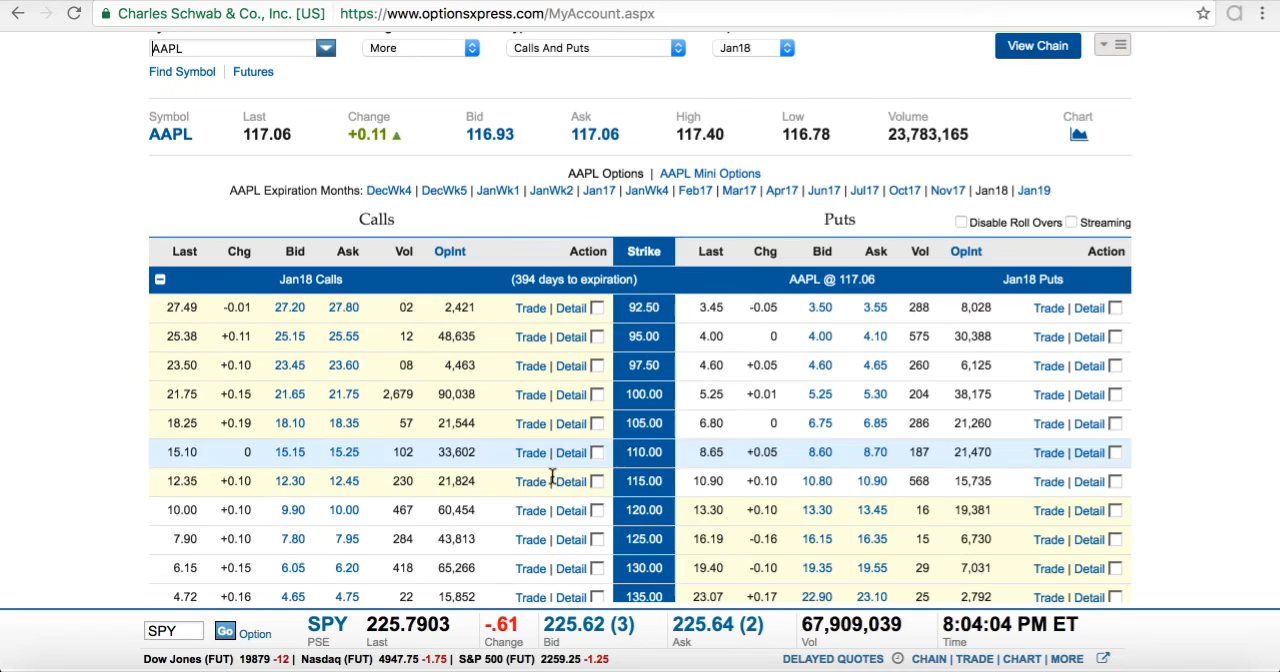 Charles Schwab & Co., Inc. [US] https://www.optionsxpress.com/MyAccount.aspx
AAPL More Calls And Puts Jan18 View Chain
Find Symbol | Futures
Symbol Last Change Bid Ask High Low Volume Chart
AAPL 117.06 +0.11 116.93 117.06 117.40 116.78 23,783,165
AAPL Options | AAPL Mini Options
AAPL Expiration Months: DecWk4 | DecWk5 | JanWk1 | JanWk2 | Jan17 | JanWk4 | Feb17 | Mar17 | Apr17 | Jun17 | Jul17 | Oct17 | Nov17 | Jan18 | Jan19
Calls Puts Disable Roll Overs Streaming
Last Chg Bid Ask Vol OpInt Action Strike Last Chg Bid Ask Vol OpInt Action
Jan18 Calls (394 days to expiration) AAPL @ 117.06 Jan18 Puts
27.49 -0.01 27.20 27.80 02 2,421 Trade | Detail 92.50 3.45 -0.05 3.50 3.55 288 8,028 Trade | Detail
25.38 +0.11 25.15 25.55 12 48,635 Trade | Detail 95.00 4.00 0 4.00 4.10 575 30,388 Trade | Detail
23.50 +0.10 23.45 23.60 08 4,463 Trade | Detail 97.50 4.60 +0.05 4.60 4.65 260 6,125 Trade | Detail
21.75 +0.15 21.65 21.75 2,679 90,038 Trade | Detail 100.00 5.25 +0.01 5.25 5.30 204 38,175 Trade | Detail
18.25 +0.19 18.10 18.35 57 21,544 Trade | Detail 105.00 6.80 0 6.75 6.85 286 21,260 Trade | Detail
15.10 0 15.15 15.25 102 33,602 Trade | Detail 110.00 8.65 +0.05 8.60 8.70 187 21,470 Trade | Detail
12.35 +0.10 12.30 12.45 230 21,824 Trade | Detail 115.00 10.90 +0.10 10.80 10.90 568 15,735 Trade | Detail
10.00 +0.10 9.90 10.00 467 60,454 Trade | Detail 120.00 13.30 +0.10 13.30 13.45 16 19,381 Trade | Detail
7.90 +0.10 7.80 7.95 284 43,813 Trade | Detail 125.00 16.19 -0.16 16.15 16.35 15 6,730 Trade | Detail
6.15 +0.15 6.05 6.20 418 65,266 Trade | Detail 130.00 19.40 -0.10 19.35 19.55 29 7,031 Trade | Detail
4.72 +0.16 4.65 4.75 22 15,852 Trade | Detail 135.00 23.07 +0.17 22.90 23.10 25 2,792 Trade | Detail
SPY Go Option SPY 225.7903 -.61 225.62 (3) 225.64 (2) 67,909,039 8:04:04 PM ET
PSE Last Change Bid Ask Vol Time
Dow Jones (FUT) 19879 -12 | Nasdaq (FUT) 4947.75 -1.75 | S&P 500 (FUT) 2259.25 -1.25 DELAYED QUOTES CHAIN | TRADE | CHART | MORE